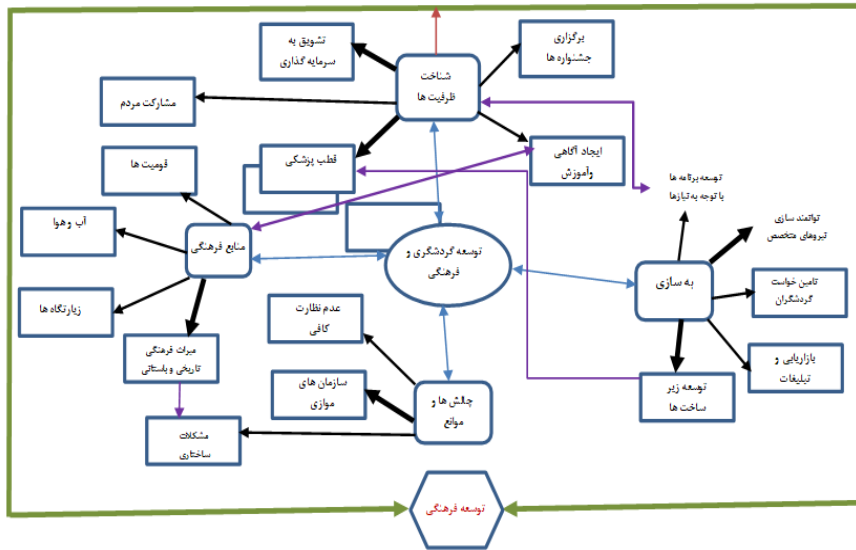 برگزاری
جشنواره ها
شناخت
ظرفیت ها
تشویق به
سرمایه گذاری
مشارکت مردم
ایجاد آگاهی
وآموزش
قطب پزشکی
قومیت ها
توسعه برنامه ها
با توجه به نیازها
توانمند سازی
نیروهای متخصص
آب و هوا
منابع فرهنگی
توسعه گردشگری و
فرهنگی
به سازی
تامین خواست
گردشگران
زیارتگاه ها
عدم نظارت
کافی
میراث فرهنگی
تاریخی و باستانی
بازاریابی و
تبلیغات
توسعه زیر
ساخت ها
سازمان های
موازی
چالش ها و
موانع
مشکلات
ساختاری
توسعه فرهنگی